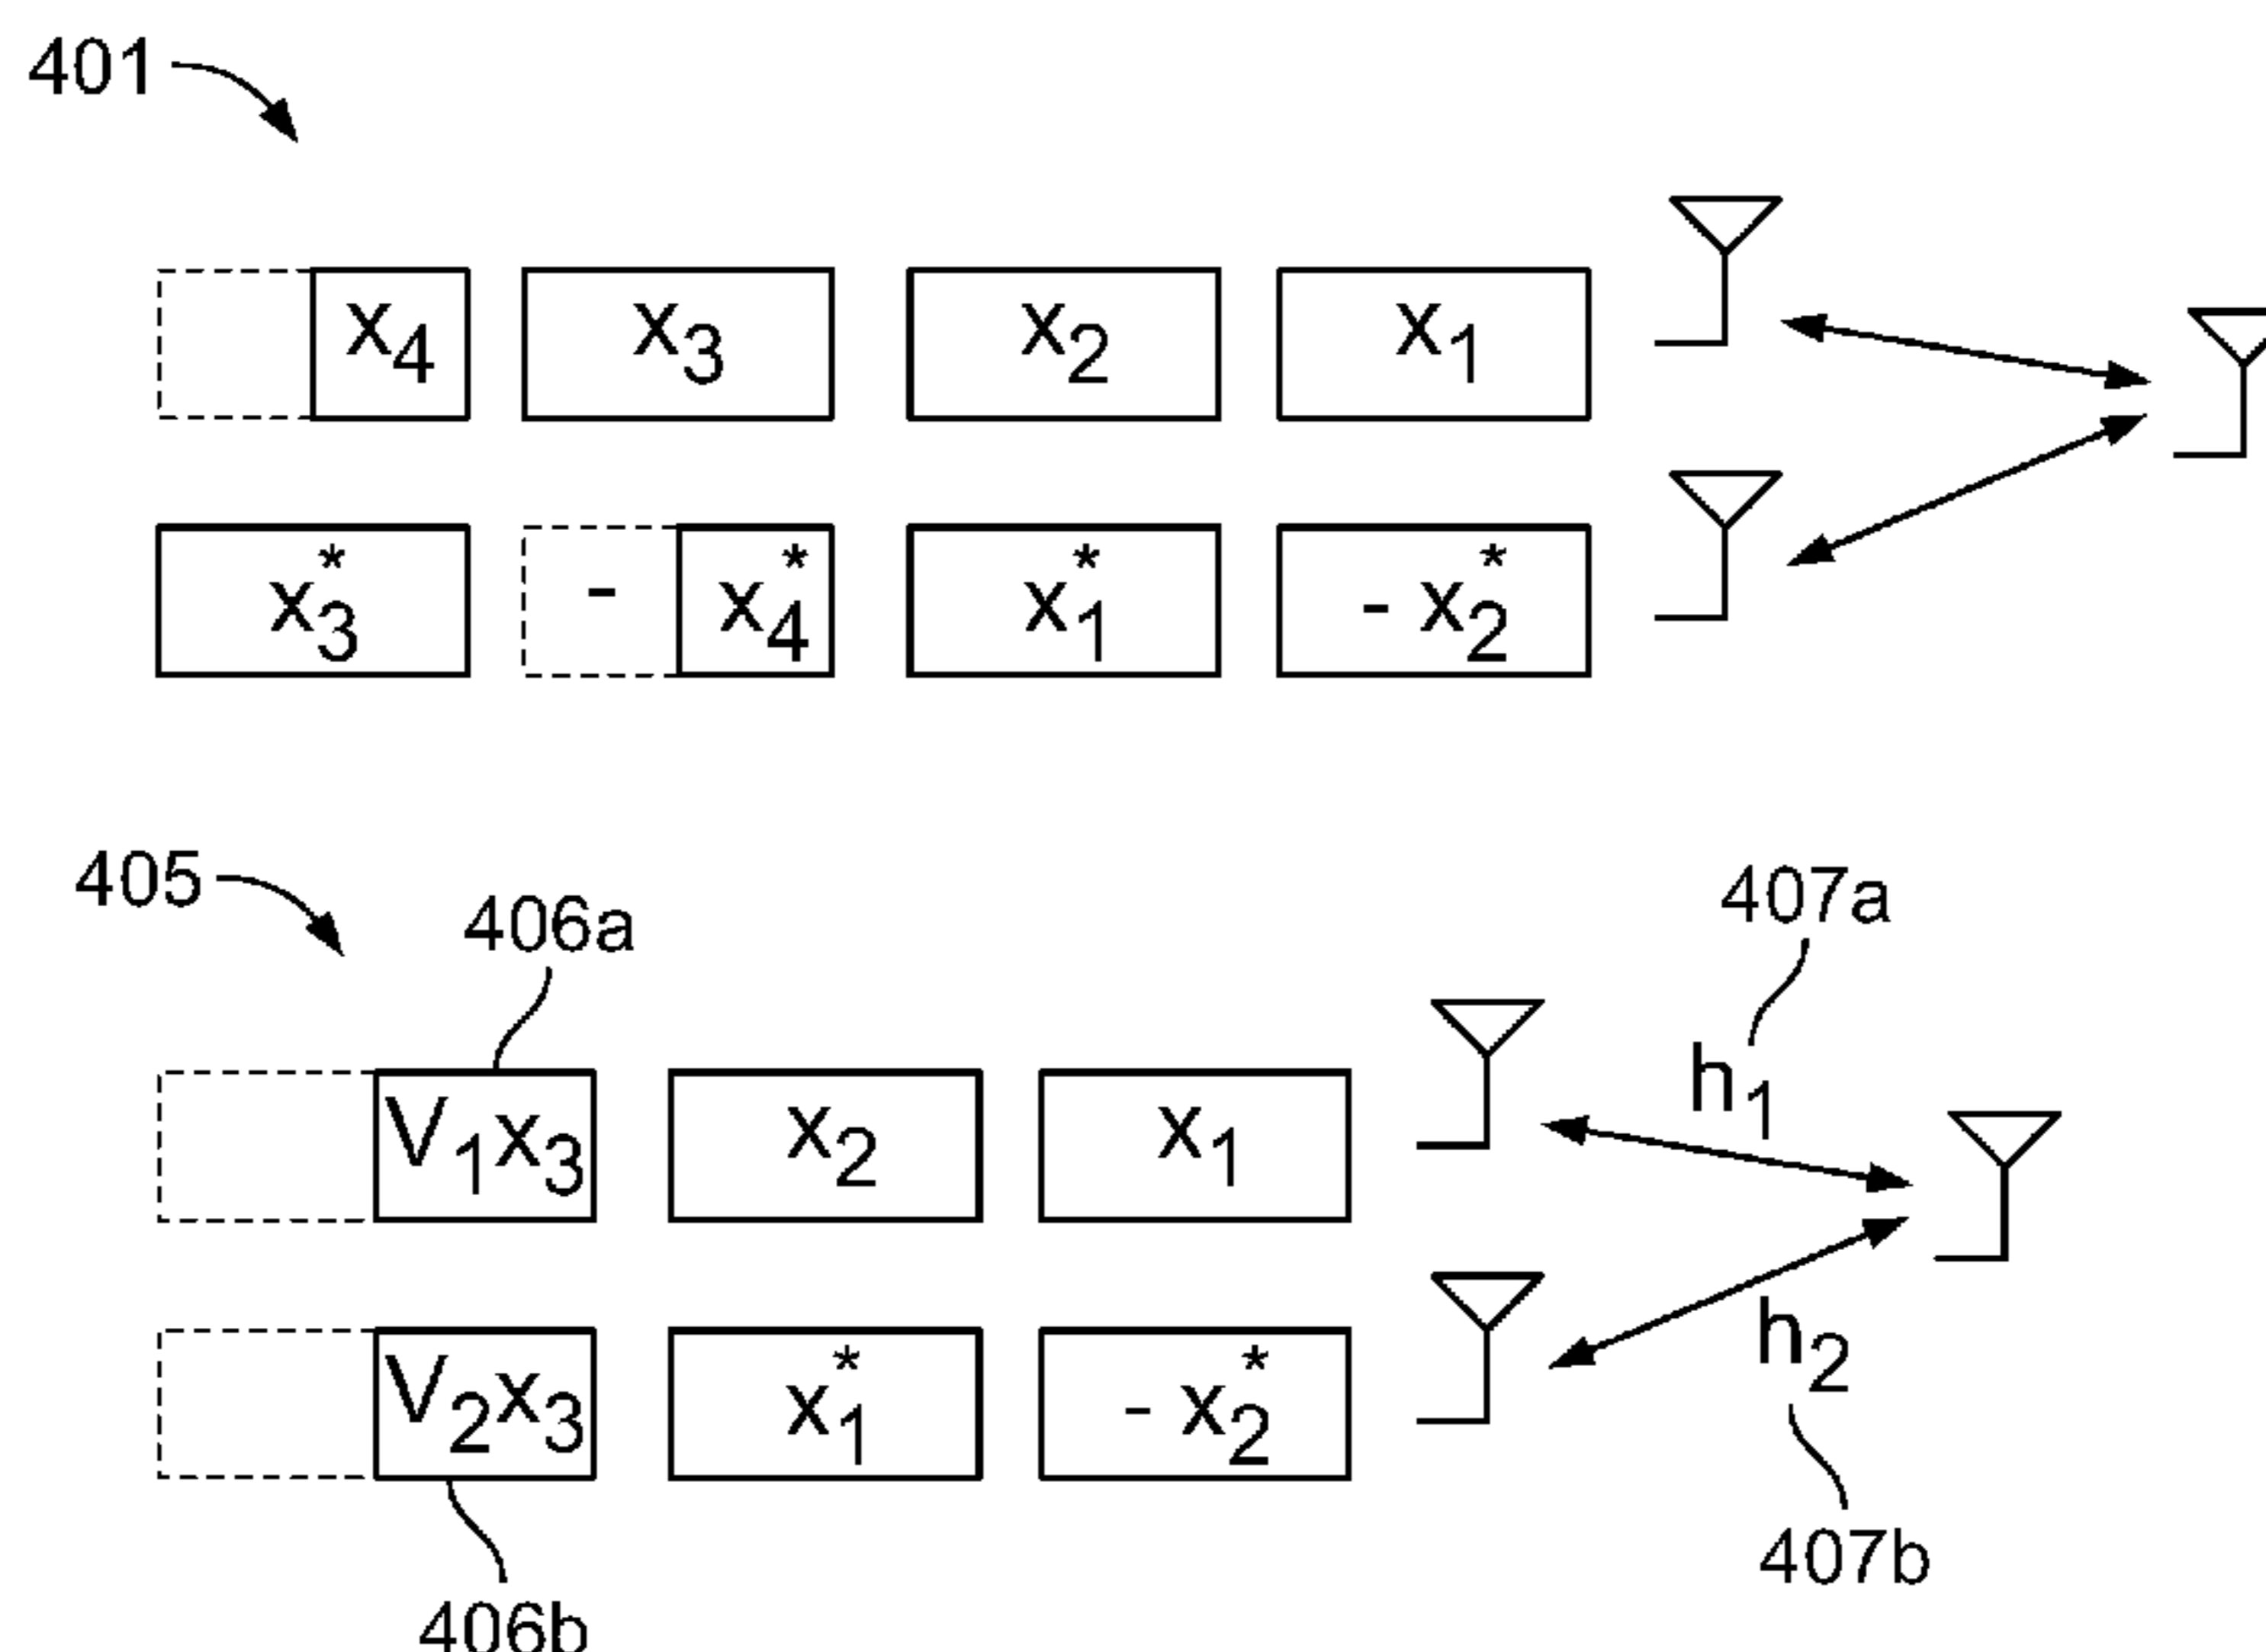 401
x4 x3 x2 x1
x3* - x4* x1* - x2*
405
406a
407a
V1x3 x2 x1 h1
V2x3 x1* - x2* h2
406b
407b